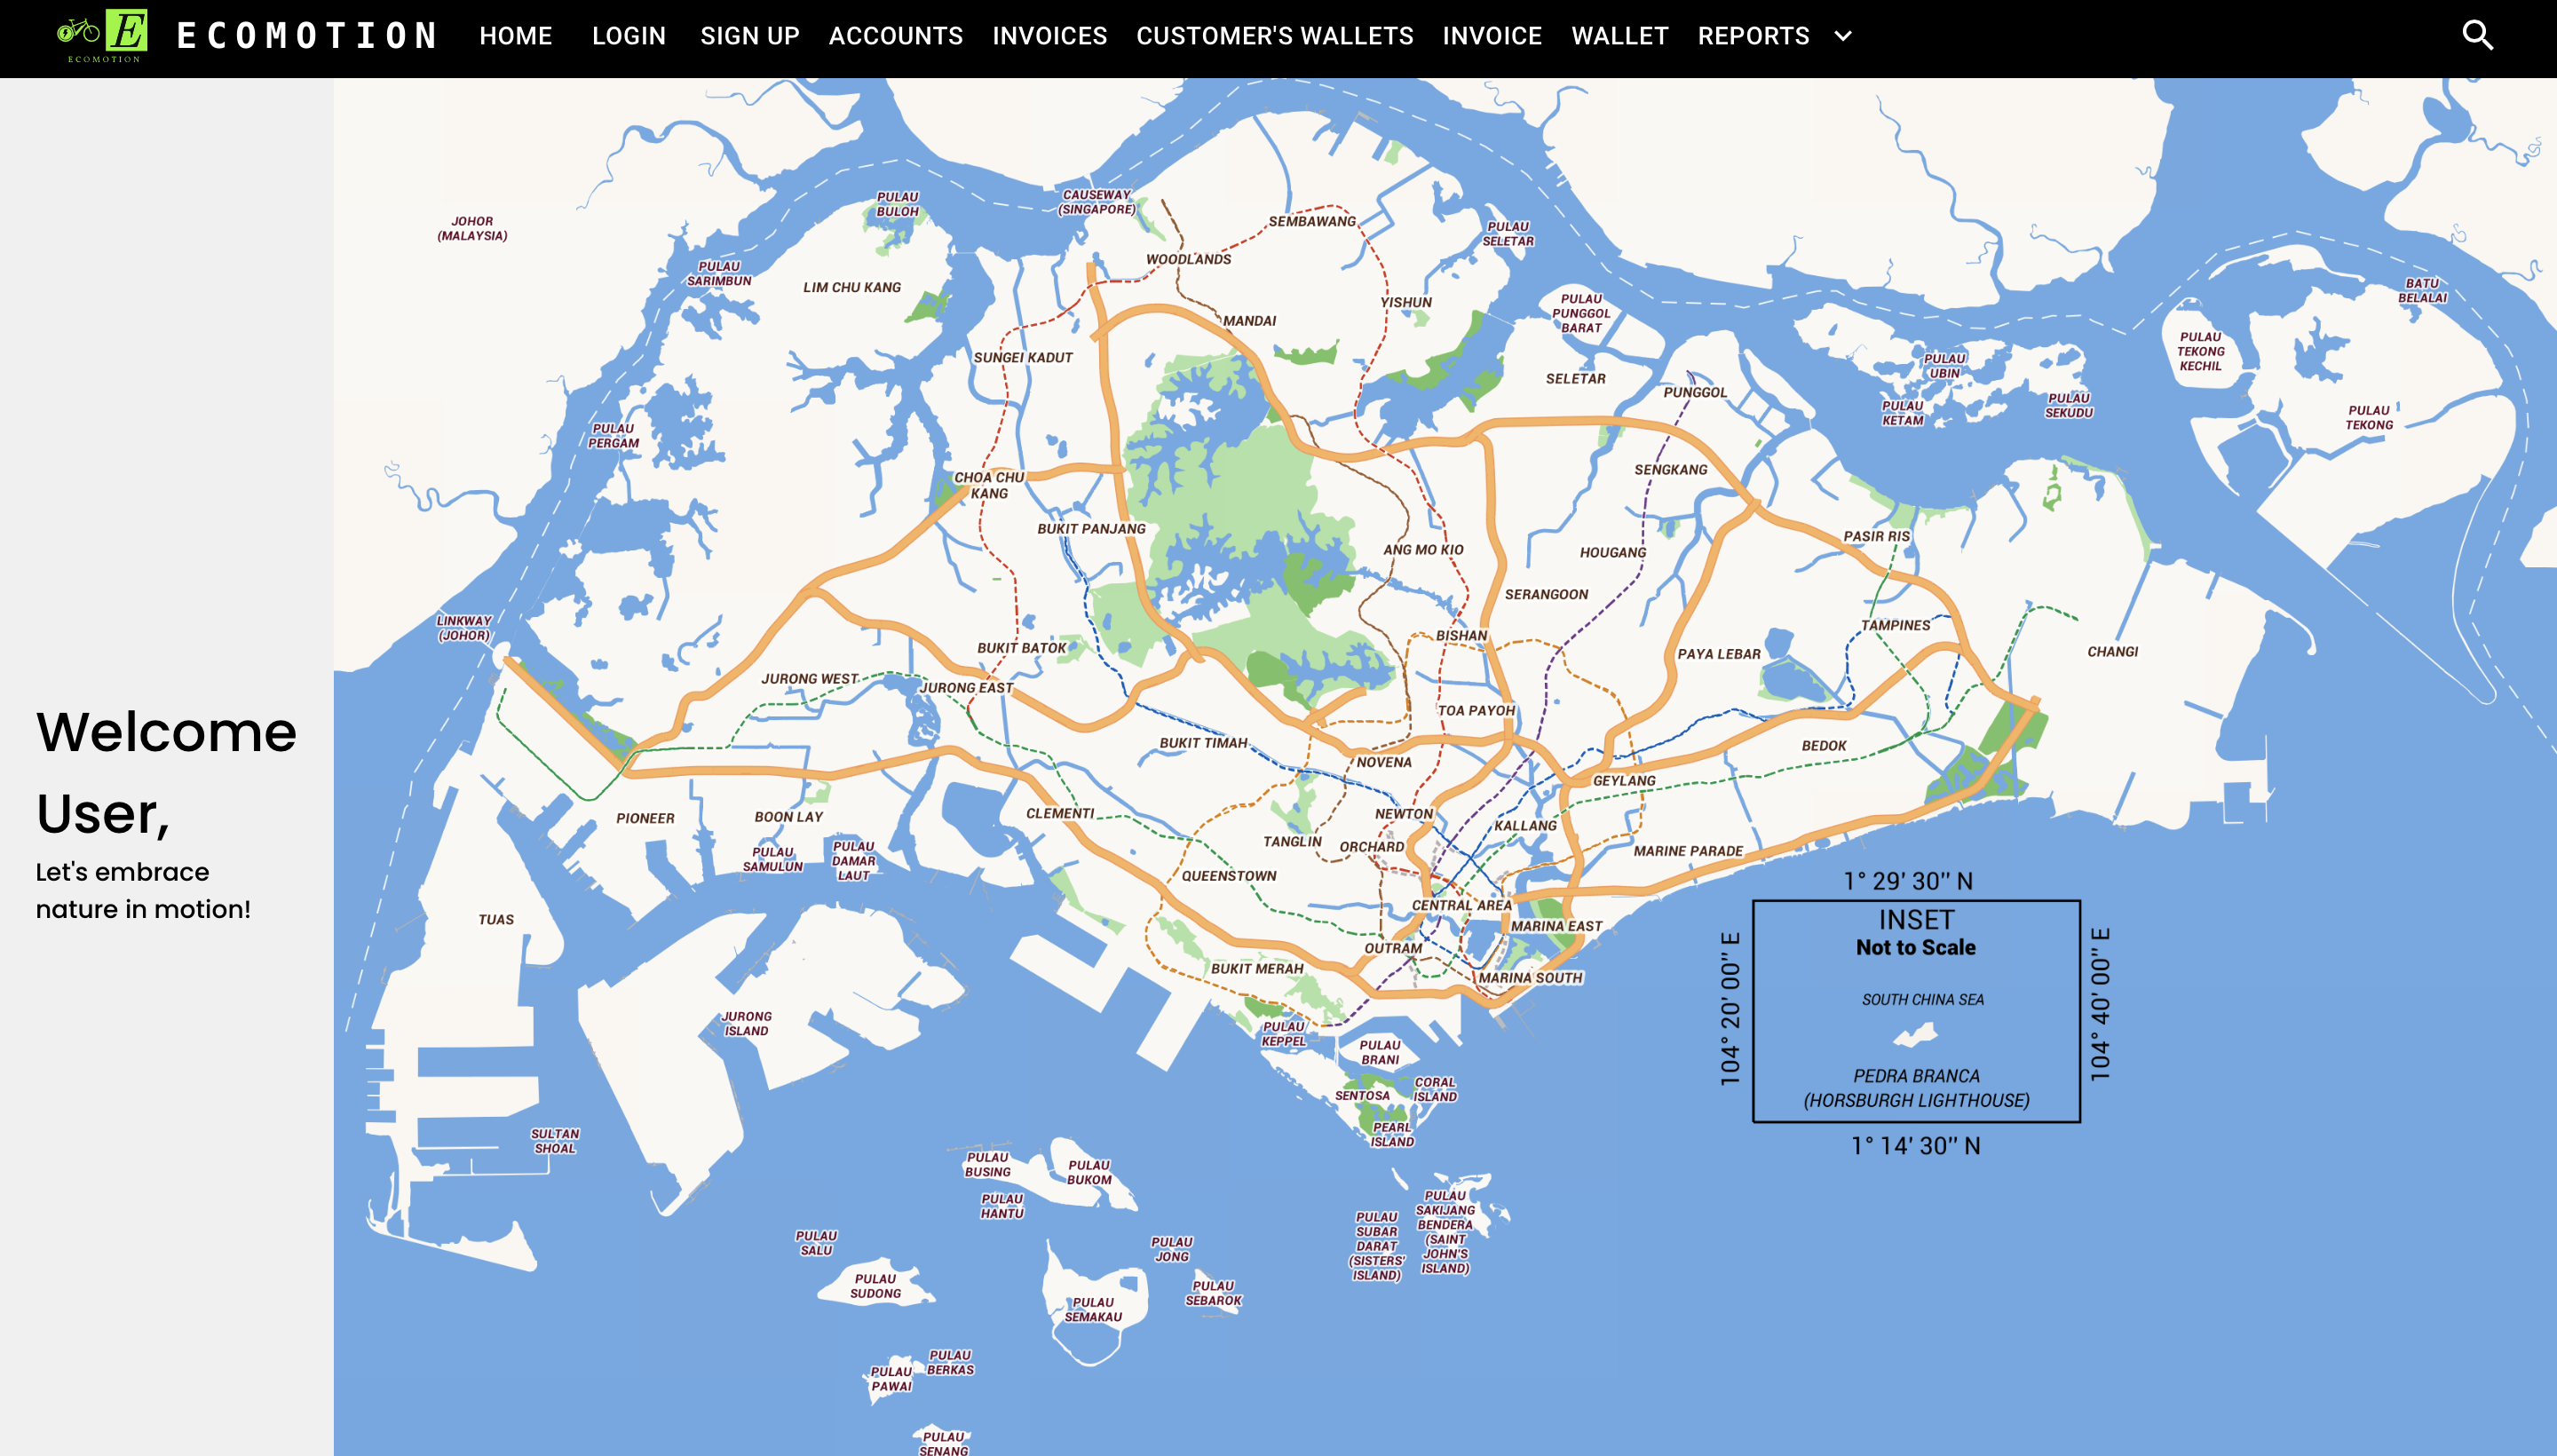 E
ECOMOTION
ECOMOTION
HOME LOGIN SIGN UP ACCOUNTS INVOICES CUSTOMER'S WALLETS INVOICE WALLET REPORTS
Welcome
User,
Let's embrace
nature in motion!
JOHOR
(MALAYSIA)
PULAU
BULOH
CAUSEWAY
(SINGAPORE)
SEMBAWANG
PULAU
SELETAR
PULAU
SARIMBUN
LIM CHU KANG
WOODLANDS
YISHUN
PULAU
PUNGGOL
BARAT
BATU
BELALAI
MANDAI
SUNGEI KADUT
SELETAR
PUNGGOL
PULAU
UBIN
PULAU
KETAM
PULAU
SEKUDU
PULAU
TEKONG
KECHIL
PULAU
TEKONG
PULAU
PERGAM
CHOA CHU
KANG
SENGKANG
BUKIT PANJANG
ANG MO KIO
HOUGANG
PASIR RIS
SERANGOON
LINKWAY
(JOHOR)
BUKIT BATOK
BISHAN
PAYA LEBAR
TAMPINES
CHANGI
JURONG WEST
JURONG EAST
TOA PAYOH
BUKIT TIMAH
NOVENA
BEDOK
GEYLANG
PIONEER
BOON LAY
CLEMENTI
NEWTON
KALLANG
TANGLIN
ORCHARD
MARINE PARADE
PULAU
SAMULUN
PULAU
DAMAR
LAUT
QUEENSTOWN
CENTRAL AREA
MARINA EAST
TUAS
OUTRAM
BUKIT MERAH
MARINA SOUTH
JURONG
ISLAND
PULAU
KEPPEL
PULAU
BRANI
SENTOSA
CORAL
ISLAND
PEARL
ISLAND
1° 29' 30'' N
104° 20' 00'' E
INSET
Not to Scale
SOUTH CHINA SEA
PEDRA BRANCA
(HORSBURGH LIGHTHOUSE)
104° 40' 00'' E
1° 14' 30'' N
SULTAN
SHOAL
PULAU
BUSING
PULAU
BUKOM
PULAU
HANTU
PULAU
SUBAR
DARAT
(SISTERS'
ISLAND)
PULAU
SAKIJANG
BENDERA
(SAINT
JOHN'S
ISLAND)
PULAU
SALU
PULAU
JONG
PULAU
SUDONG
PULAU
SEMAKAU
PULAU
SEBAROK
PULAU
BERKAS
PULAU
PAWAI
PULAU
SENANG